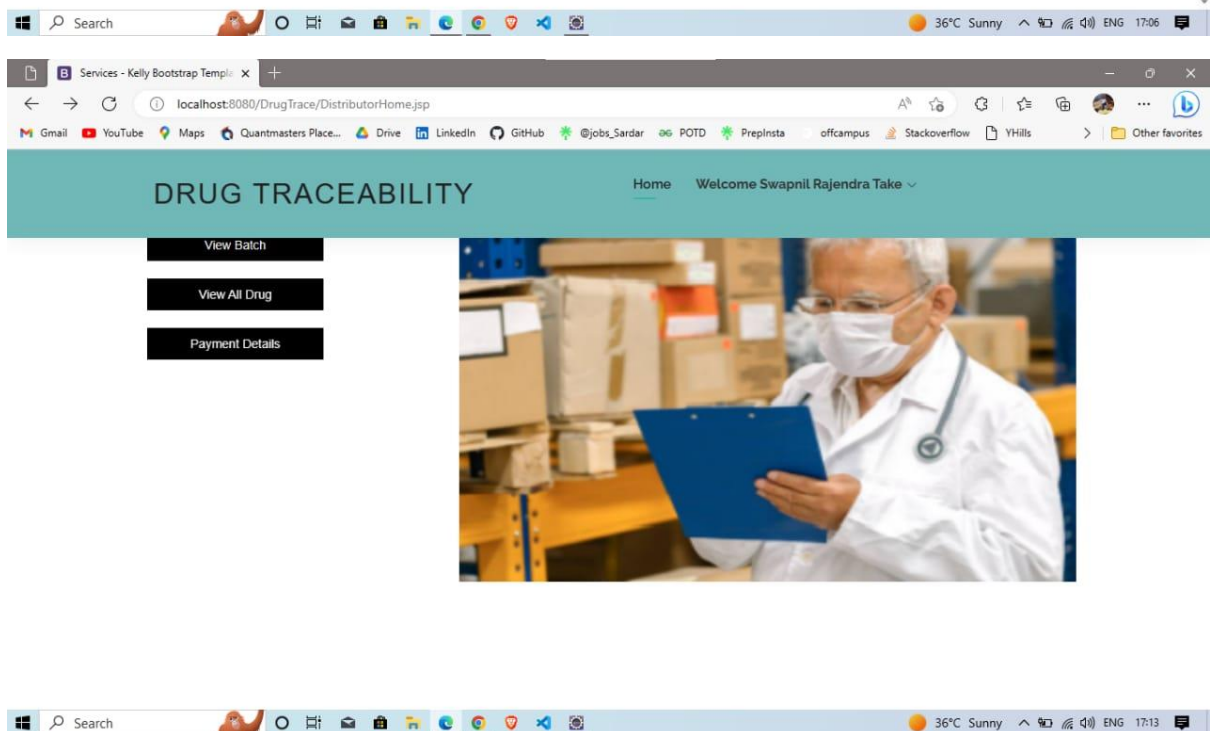 Search
36°C Sunny ENG 17:06
Services - Kelly Bootstrap Templa
localhost:8080/DrugTrace/DistributorHome.jsp
Gmail YouTube Maps Quantmasters Place... Drive LinkedIn GitHub @jobs_Sardar POTD PrepInsta offcampus Stackoverflow YHills Other favorites
DRUG TRACEABILITY Home Welcome Swapnil Rajendra Take
View Batch
View All Drug
Payment Details
Search
36°C Sunny ENG 17:13